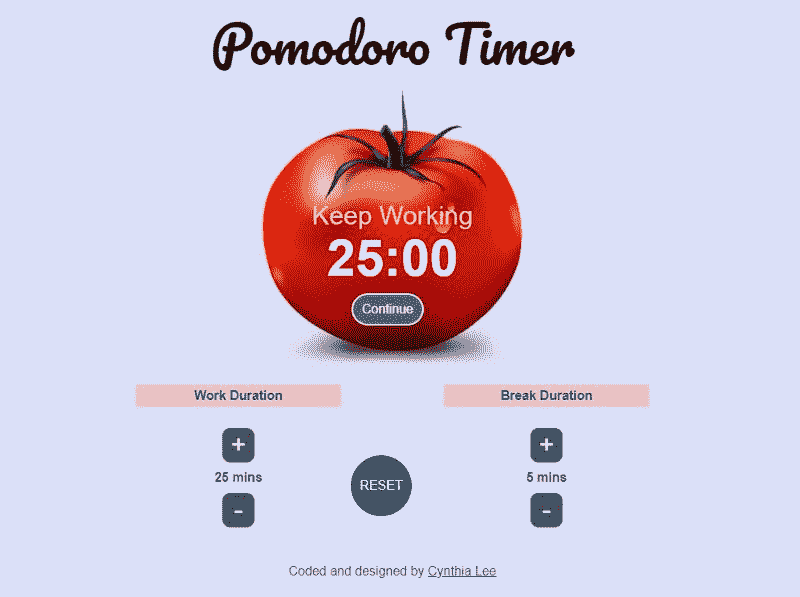 Pomodoro Timer
Keep Working
25:00
Continue
Work Duration
Break Duration
+
+
25 mins
5 mins
RESET
-
-
Coded and designed by Cynthia Lee